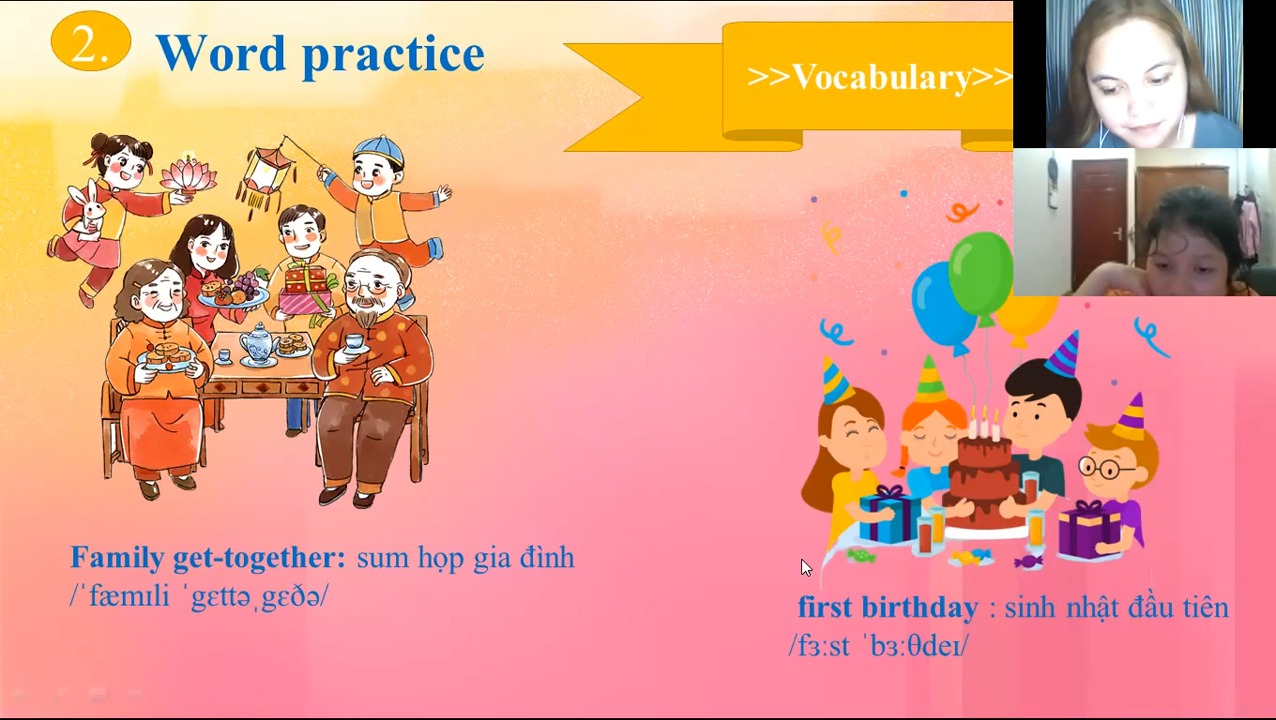 2.
Word practice
>>Vocabulary>>
Family get-together: sum họp gia đình
/ˈfæmɪli ˈgɛttəˌgɛðə/
first birthday : sinh nhật đầu tiên
/fɜːst ˈbɜːθdeɪ/